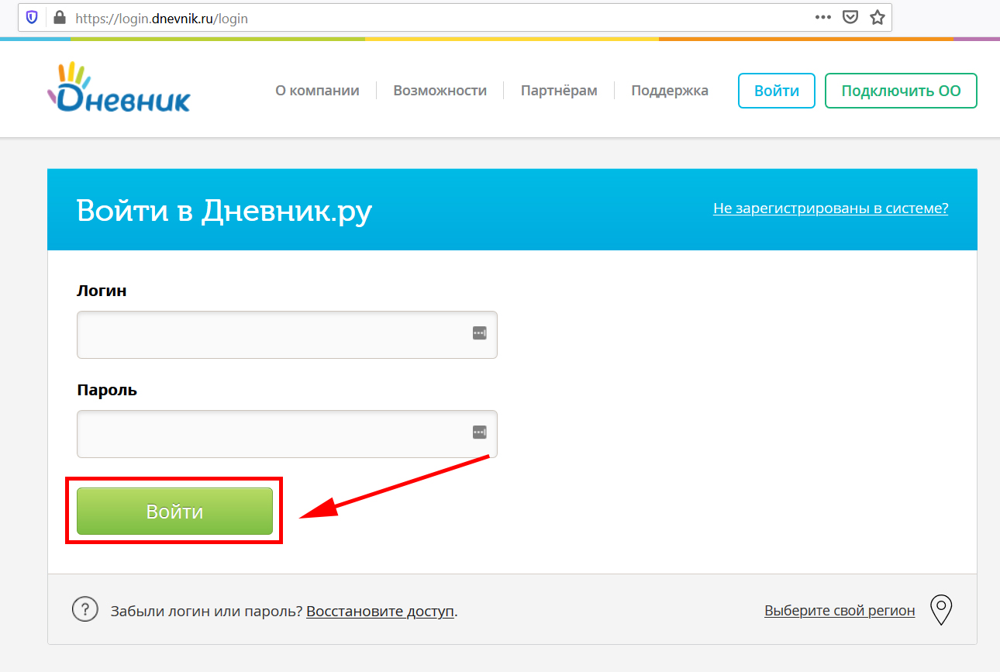 https://login.dnevnik.ru/login
Дневник
О компании
Возможности
Партнёрам
Поддержка
Войти
Подключить ОО
Войти в Дневник.ру
Не зарегистрированы в системе?
Логин
Пароль
Войти
? Забыли логин или пароль? Восстановите доступ.
Выберите свой регион